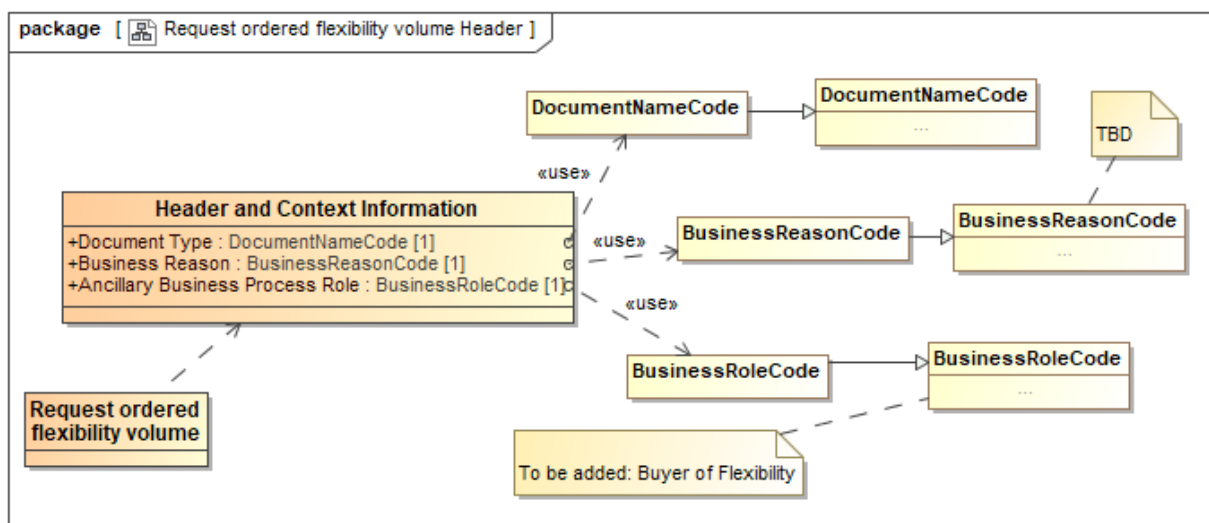 package [ Request ordered flexibility volume Header ]
DocumentNameCode
DocumentNameCode
...
TBD
«use»
Header and Context Information
+Document Type : DocumentNameCode [1]
+Business Reason : BusinessReasonCode [1]
+Ancillary Business Process Role : BusinessRoleCode [1]
«use»
BusinessReasonCode
BusinessReasonCode
...
«use»
BusinessRoleCode
BusinessRoleCode
...
Request ordered
flexibility volume
To be added: Buyer of Flexibility